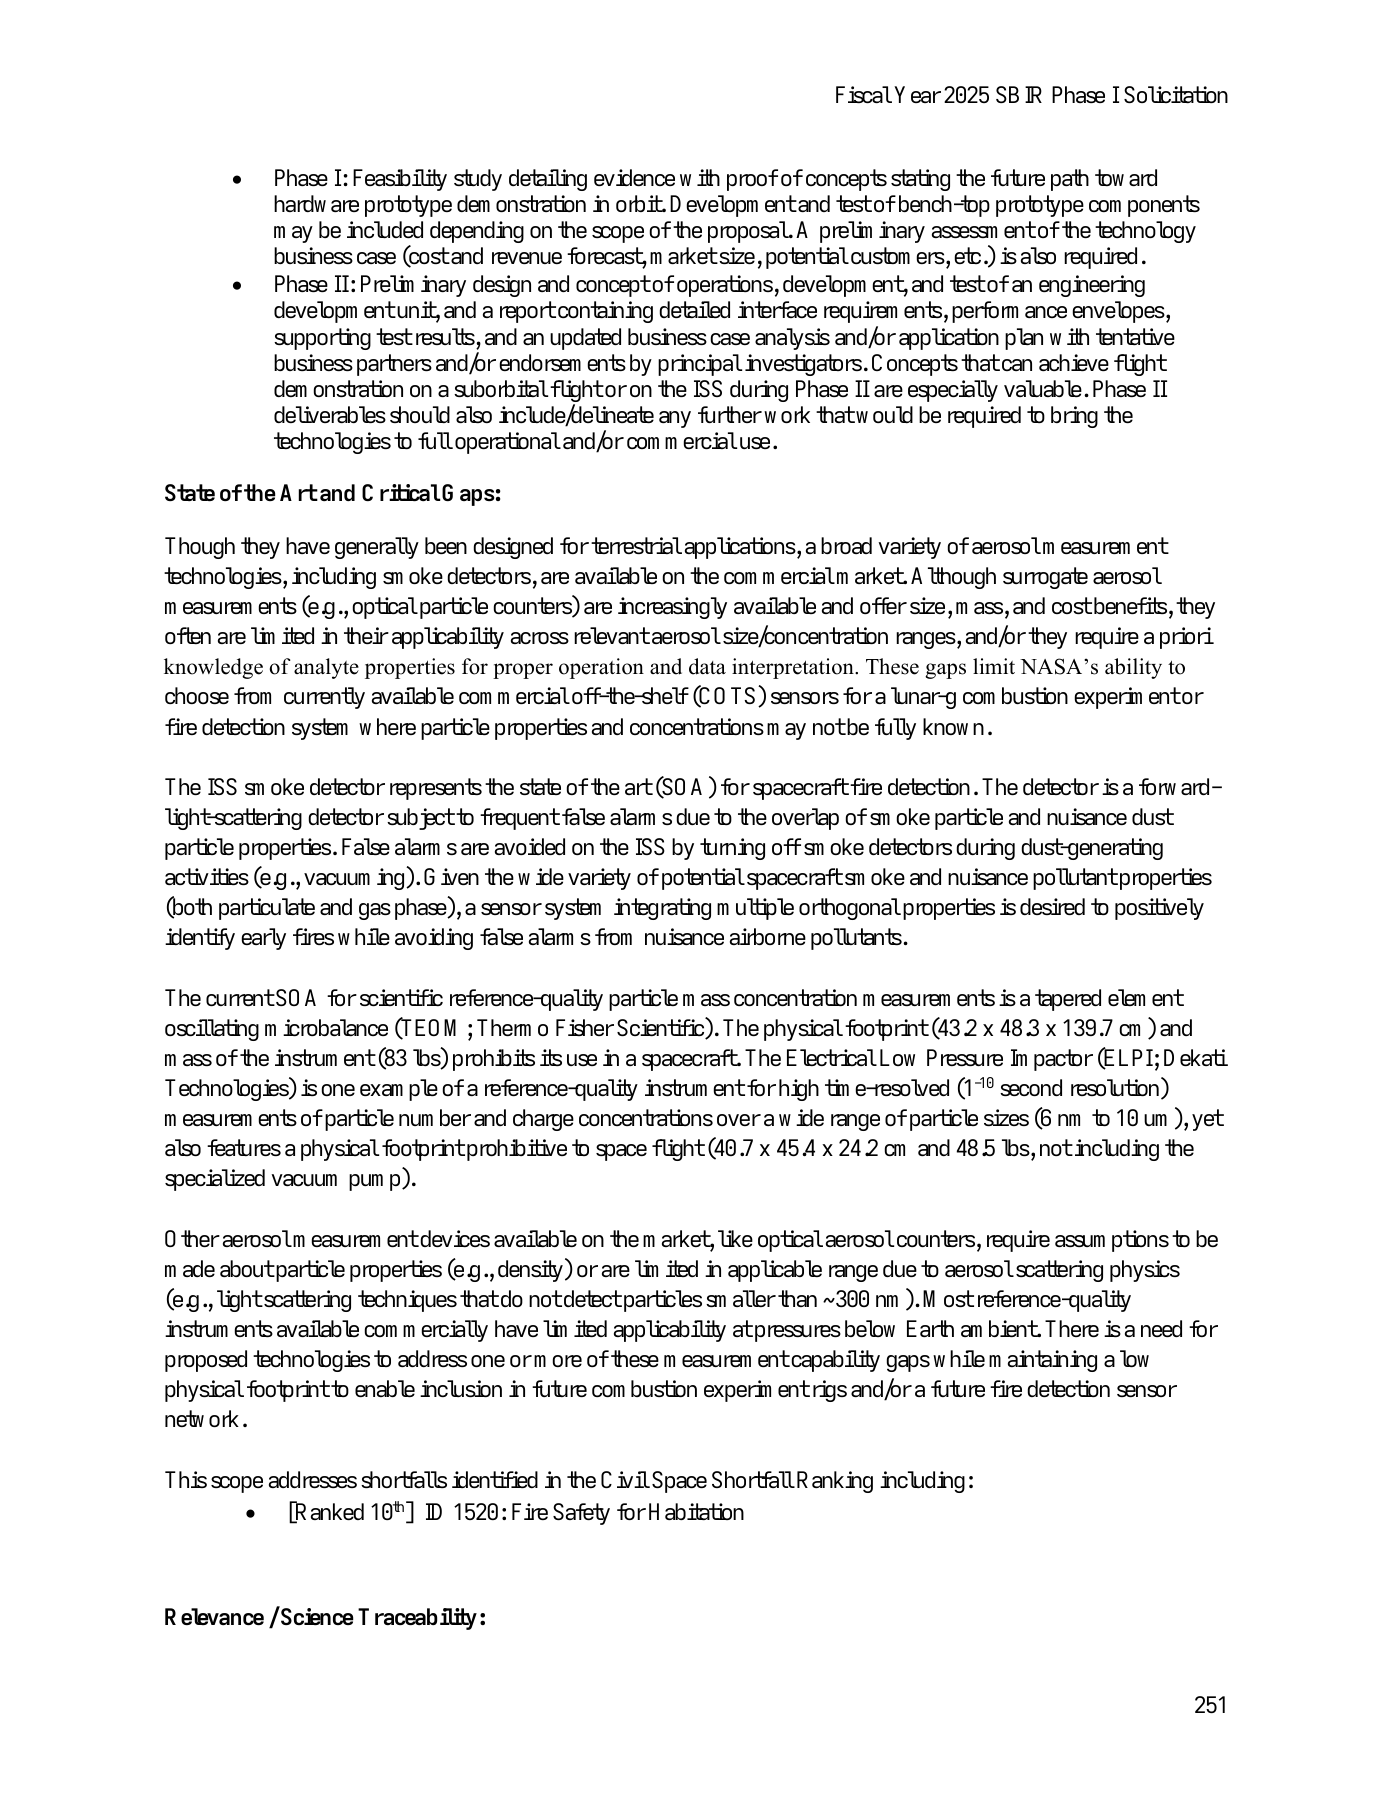 Fiscal Year 2025 SBIR Phase I Solicitation
• Phase I: Feasibility study detailing evidence with proof of concepts stating the future path toward
hardware prototype demonstration in orbit. Development and test of bench-top prototype components
may be included depending on the scope of the proposal. A preliminary assessment of the technology
business case (cost and revenue forecast, market size, potential customers, etc.) is also required.
• Phase II: Preliminary design and concept of operations, development, and test of an engineering
development unit, and a report containing detailed interface requirements, performance envelopes,
supporting test results, and an updated business case analysis and/or application plan with tentative
business partners and/or endorsements by principal investigators. Concepts that can achieve flight
demonstration on a suborbital flight or on the ISS during Phase II are especially valuable. Phase II
deliverables should also include/delineate any further work that would be required to bring the
technologies to full operational and/or commercial use.
State of the Art and Critical Gaps:
Though they have generally been designed for terrestrial applications, a broad variety of aerosol measurement
technologies, including smoke detectors, are available on the commercial market. Although surrogate aerosol
measurements (e.g., optical particle counters) are increasingly available and offer size, mass, and cost benefits, they
often are limited in their applicability across relevant aerosol size/concentration ranges, and/or they require a priori
knowledge of analyte properties for proper operation and data interpretation. These gaps limit NASA’s ability to
choose from currently available commercial off-the-shelf (COTS) sensors for a lunar-g combustion experiment or
fire detection system where particle properties and concentrations may not be fully known.
The ISS smoke detector represents the state of the art (SOA) for spacecraft fire detection. The detector is a forward-
light-scattering detector subject to frequent false alarms due to the overlap of smoke particle and nuisance dust
particle properties. False alarms are avoided on the ISS by turning off smoke detectors during dust-generating
activities (e.g., vacuuming). Given the wide variety of potential spacecraft smoke and nuisance pollutant properties
(both particulate and gas phase), a sensor system integrating multiple orthogonal properties is desired to positively
identify early fires while avoiding false alarms from nuisance airborne pollutants.
The current SOA for scientific reference-quality particle mass concentration measurements is a tapered element
oscillating microbalance (TEOM; Thermo Fisher Scientific). The physical footprint (43.2 x 48.3 x 139.7 cm) and
mass of the instrument (83 lbs) prohibits its use in a spacecraft. The Electrical Low Pressure Impactor (ELPI; Dekati
Technologies) is one example of a reference-quality instrument for high time-resolved (1⁻¹⁰ second resolution)
measurements of particle number and charge concentrations over a wide range of particle sizes (6 nm to 10 um), yet
also features a physical footprint prohibitive to space flight (40.7 x 45.4 x 24.2 cm and 48.5 lbs, not including the
specialized vacuum pump).
Other aerosol measurement devices available on the market, like optical aerosol counters, require assumptions to be
made about particle properties (e.g., density) or are limited in applicable range due to aerosol scattering physics
(e.g., light scattering techniques that do not detect particles smaller than ~300 nm). Most reference-quality
instruments available commercially have limited applicability at pressures below Earth ambient. There is a need for
proposed technologies to address one or more of these measurement capability gaps while maintaining a low
physical footprint to enable inclusion in future combustion experiment rigs and/or a future fire detection sensor
network.
This scope addresses shortfalls identified in the Civil Space Shortfall Ranking including:
• [Ranked 10th] ID 1520: Fire Safety for Habitation
Relevance / Science Traceability:
251